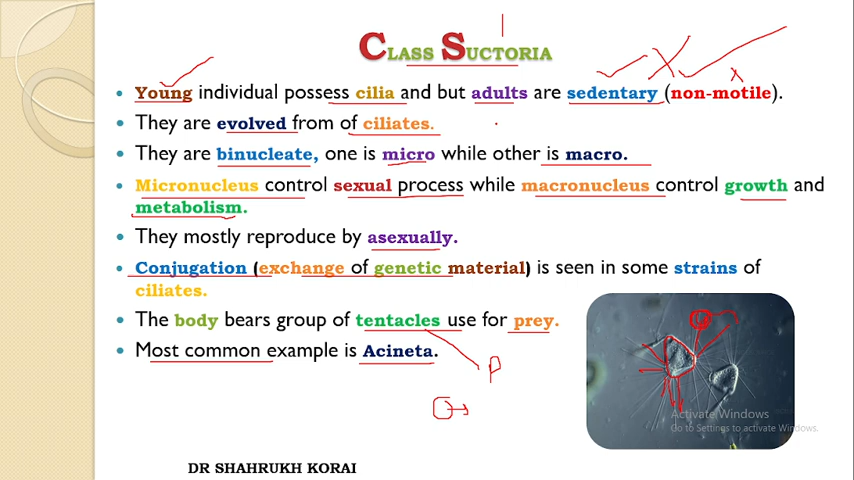 CLASS SUCTORIA
Young individual possess cilia and but adults are sedentary (non-motile).
They are evolved from of ciliates.
They are binucleate, one is micro while other is macro.
Micronucleus control sexual process while macronucleus control growth and
metabolism.
They mostly reproduce by asexually.
Conjugation (exchange of genetic material) is seen in some strains of
ciliates.
The body bears group of tentacles use for prey.
Most common example is Acineta.
P
Activate Windows
Go to Settings to activate Windows.
DR SHAHRUKH KORAI